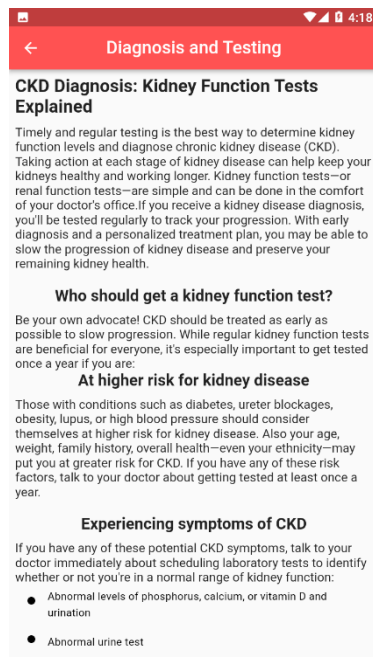 4:18
Diagnosis and Testing
CKD Diagnosis: Kidney Function Tests
Explained
Timely and regular testing is the best way to determine kidney
function levels and diagnose chronic kidney disease (CKD).
Taking action at each stage of kidney disease can help keep your
kidneys healthy and working longer. Kidney function tests—or
renal function tests—are simple and can be done in the comfort
of your doctor's office.If you receive a kidney disease diagnosis,
you'll be tested regularly to track your progression. With early
diagnosis and a personalized treatment plan, you may be able to
slow the progression of kidney disease and preserve your
remaining kidney health.
Who should get a kidney function test?
Be your own advocate! CKD should be treated as early as
possible to slow progression. While regular kidney function tests
are beneficial for everyone, it's especially important to get tested
once a year if you are:
At higher risk for kidney disease
Those with conditions such as diabetes, ureter blockages,
obesity, lupus, or high blood pressure should consider
themselves at higher risk for kidney disease. Also your age,
weight, family history, overall health—even your ethnicity—may
put you at greater risk for CKD. If you have any of these risk
factors, talk to your doctor about getting tested at least once a
year.
Experiencing symptoms of CKD
If you have any of these potential CKD symptoms, talk to your
doctor immediately about scheduling laboratory tests to identify
whether or not you're in a normal range of kidney function:
Abnormal levels of phosphorus, calcium, or vitamin D and
urination
Abnormal urine test